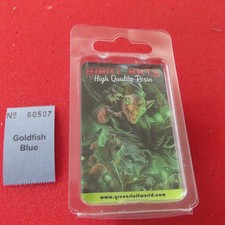 High Quality Resin
Nº 60507
Goldfish
Blue
www.greenstuffworld.com